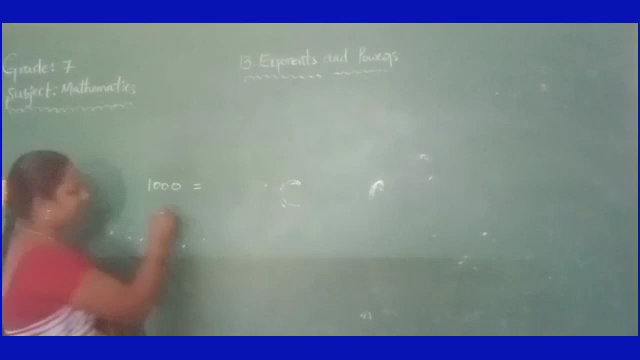 Grade: 7
13 Exponents and Powers
Subject: Mathematics
1000 =